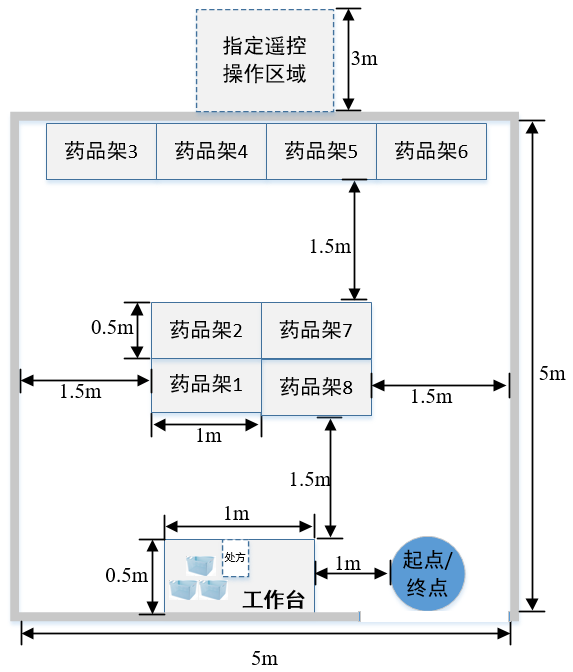 指定遥控
操作区域
3m
药品架3
药品架4
药品架5
药品架6
1.5m
0.5m
药品架2
药品架7
5m
1.5m
药品架1
药品架8
1.5m
1m
1.5m
1m
0.5m
处方
工作台
1m
起点/
终点
5m